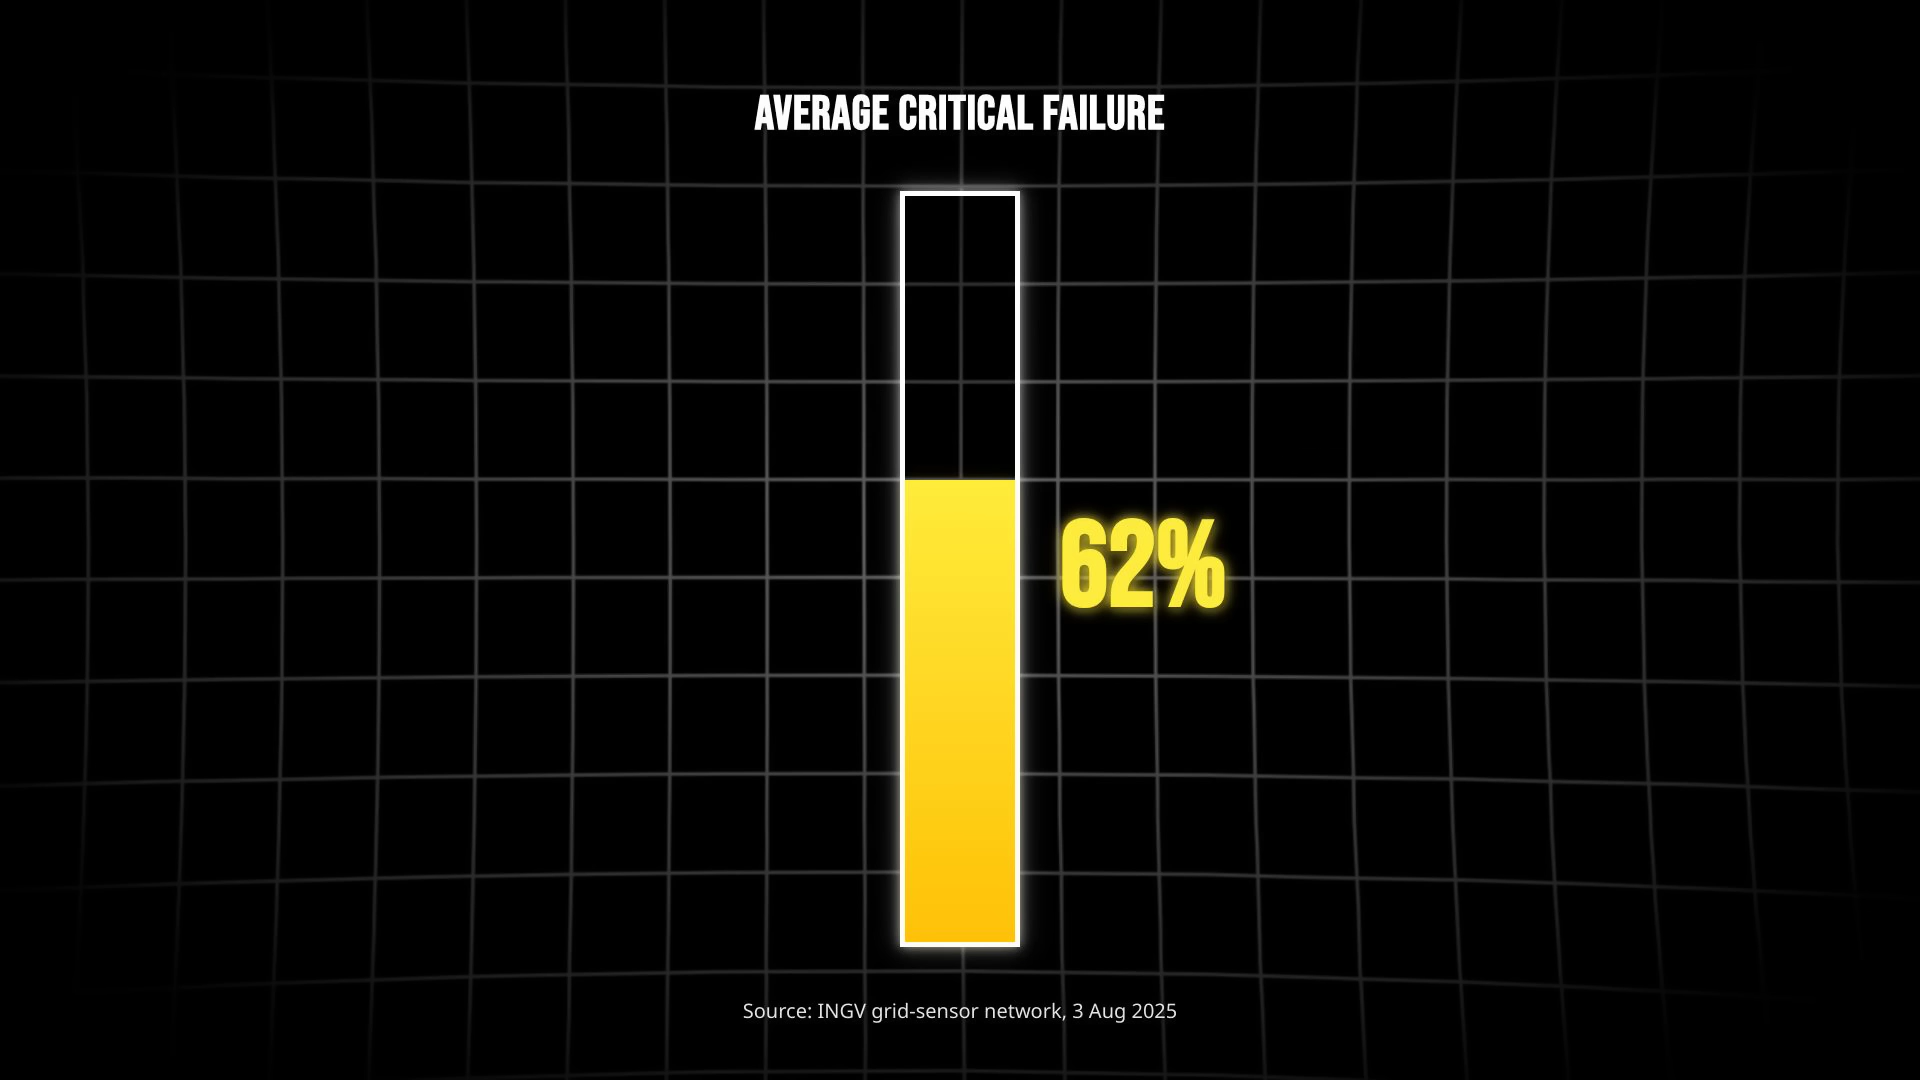 AVERAGE CRITICAL FAILURE
62%
Source: INGV grid-sensor network, 3 Aug 2025